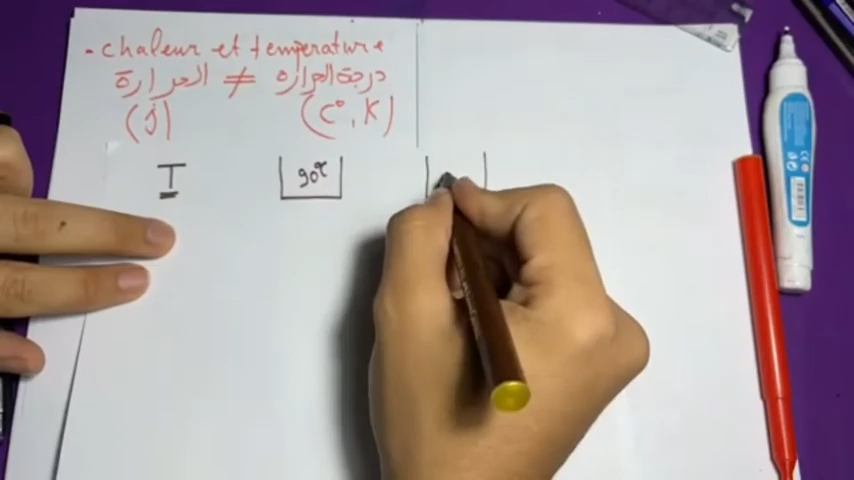 - chaleur et temperature
الحرارة ≠ درجة الحرارة
(J) (C°, K)
T 90°C